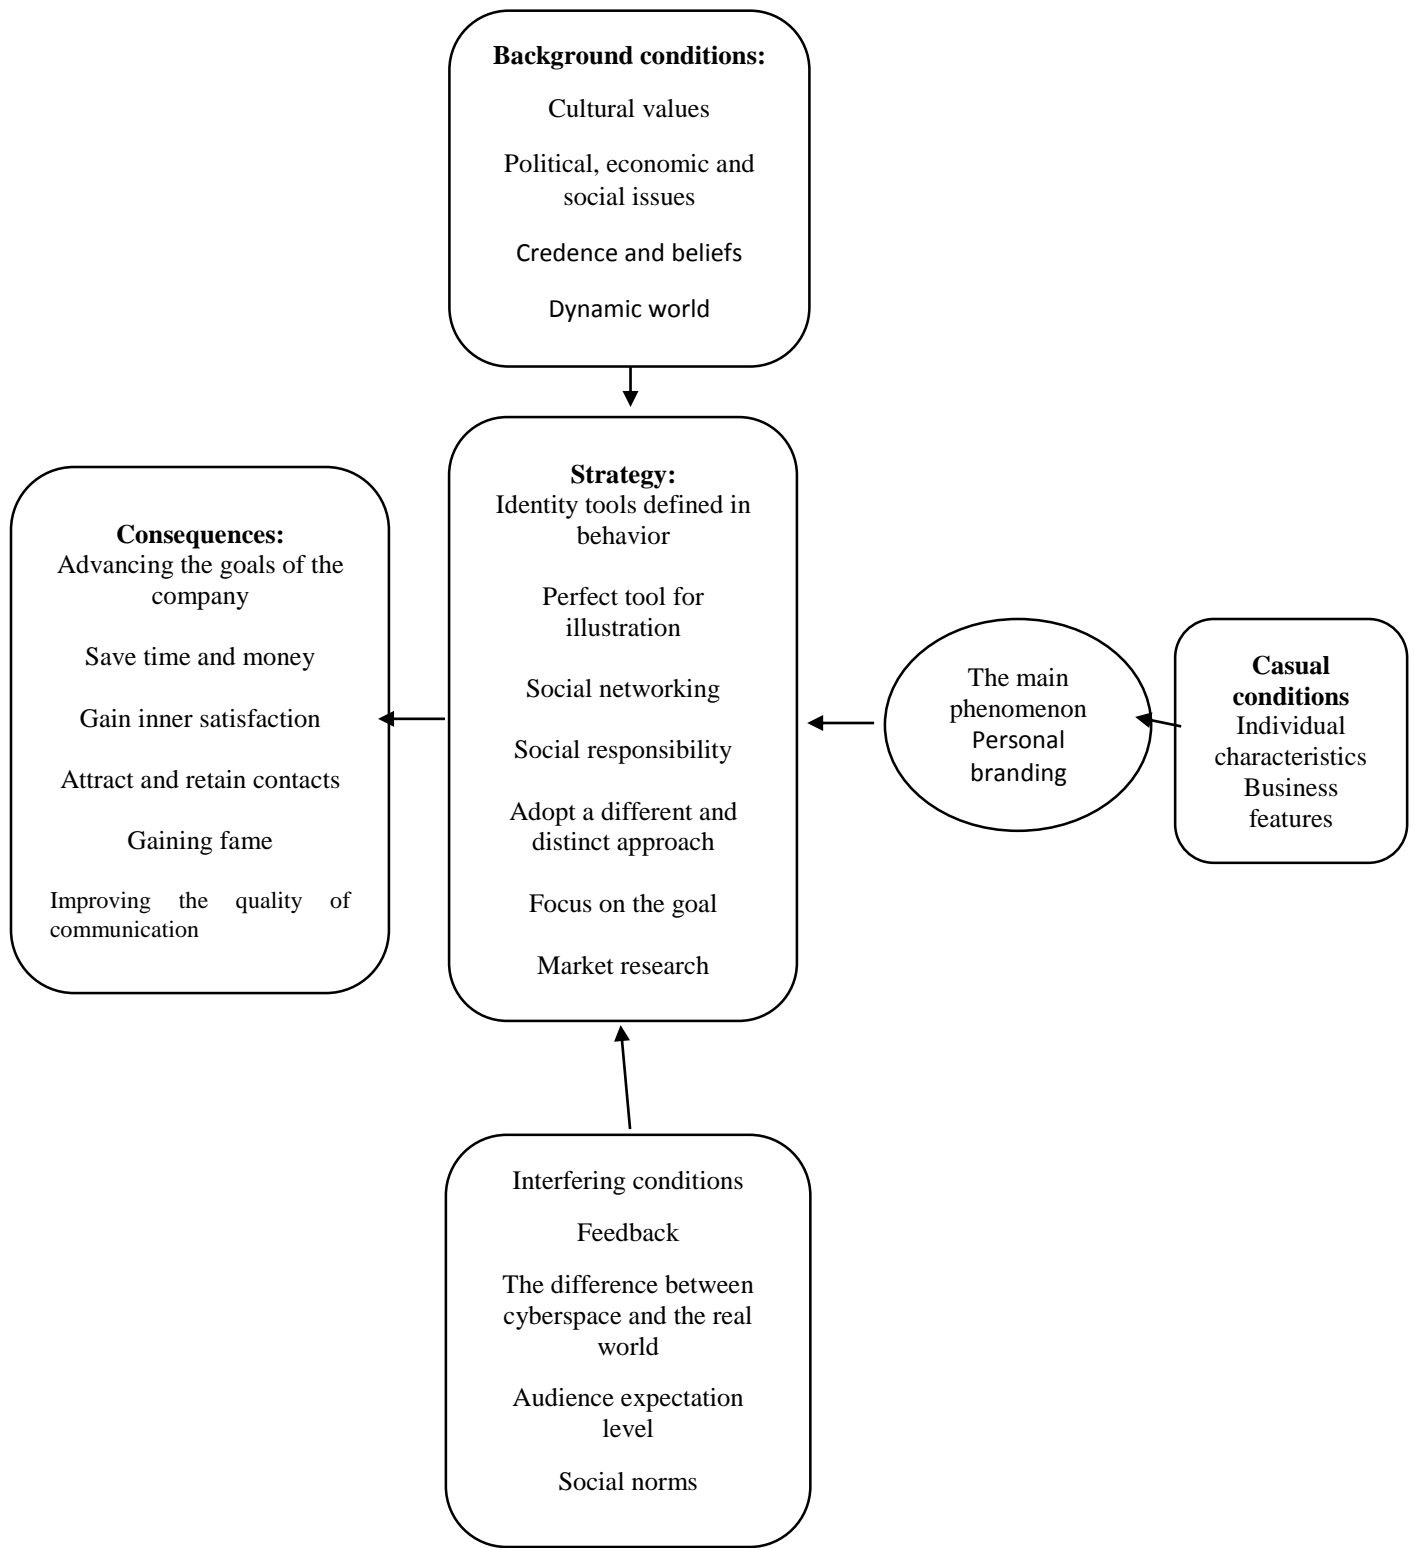 Background conditions:
Cultural values
Political, economic and
social issues
Credence and beliefs
Dynamic world
Consequences:
Advancing the goals of the
company
Save time and money
Gain inner satisfaction
Attract and retain contacts
Gaining fame
Improving the quality of
communication
Strategy:
Identity tools defined in
behavior
Perfect tool for
illustration
Social networking
Social responsibility
Adopt a different and
distinct approach
Focus on the goal
Market research
The main
phenomenon
Personal
branding
Casual
conditions
Individual
characteristics
Business
features
Interfering conditions
Feedback
The difference between
cyberspace and the real
world
Audience expectation
level
Social norms